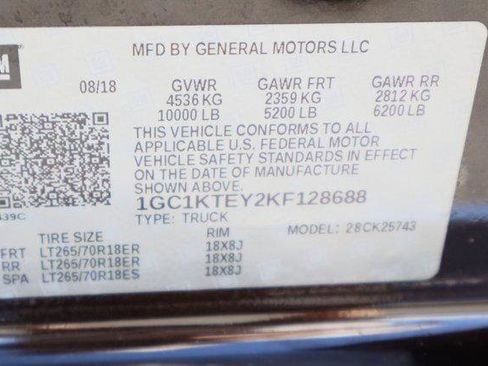 GM
MFD BY GENERAL MOTORS LLC
08/18 GVWR GAWR FRT GAWR RR
4536 KG 2359 KG 2812 KG
10000 LB 5200 LB 6200 LB
THIS VEHICLE CONFORMS TO ALL
APPLICABLE U.S. FEDERAL MOTOR
VEHICLE SAFETY STANDARDS IN EFFECT
ON THE DATE OF MANUFACTURE
SHOWN ABOVE.
1GC1KTEY2KF128688
TYPE: TRUCK MODEL: 28CK25743
TIRE SIZE RIM
FRT LT265/70R18ER 18X8J
RR LT265/70R18ER 18X8J
SPA LT265/70R18ES 18X8J